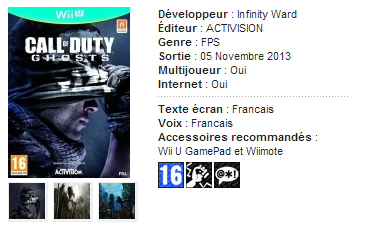 Wii U
CALL OF DUTY
GHOSTS
16
ACTIVISION
PAL
Développeur : Infinity Ward
Éditeur : ACTIVISION
Genre : FPS
Sortie : 05 Novembre 2013
Multijoueur : Oui
Internet : Oui
Texte écran : Francais
Voix : Francais
Accessoires recommandés :
Wii U GamePad et Wiimote
16
@*!